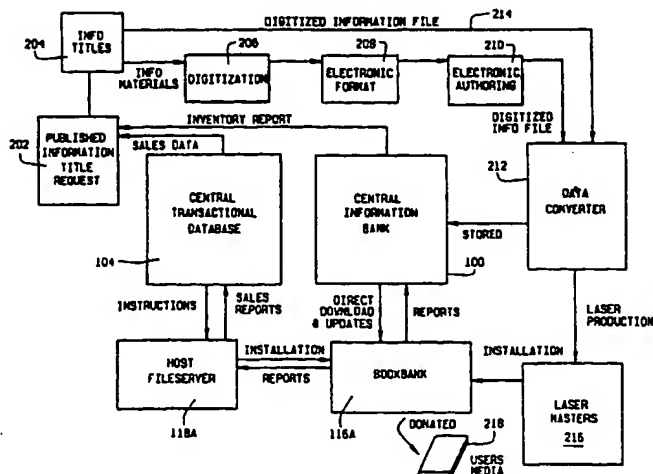 DIGITIZED INFORMATION FILE
214
204
INFO
TITLES
INFO
MATERIALS
206
DIGITIZATION
208
ELECTRONIC
FORMAT
210
ELECTRONIC
AUTHORING
DIGITIZED
INFO FILE
202
PUBLISHED
INFORMATION
TITLE
REQUEST
INVENTORY REPORT
SALES DATA
CENTRAL
TRANSACTIONAL
DATABASE
104
CENTRAL
INFORMATION
BANK
100
STORED
212
DATA
CONVERTER
INSTRUCTIONS
SALES
REPORTS
DIRECT
DOWNLOAD
& UPDATES
REPORTS
LASER
PRODUCTION
HOST
FILESERVER
118A
INSTALLATION
REPORTS
BOOKBANK
116A
INSTALLATION
LASER
MASTERS
216
DONATED
218
USERS
MEDIA